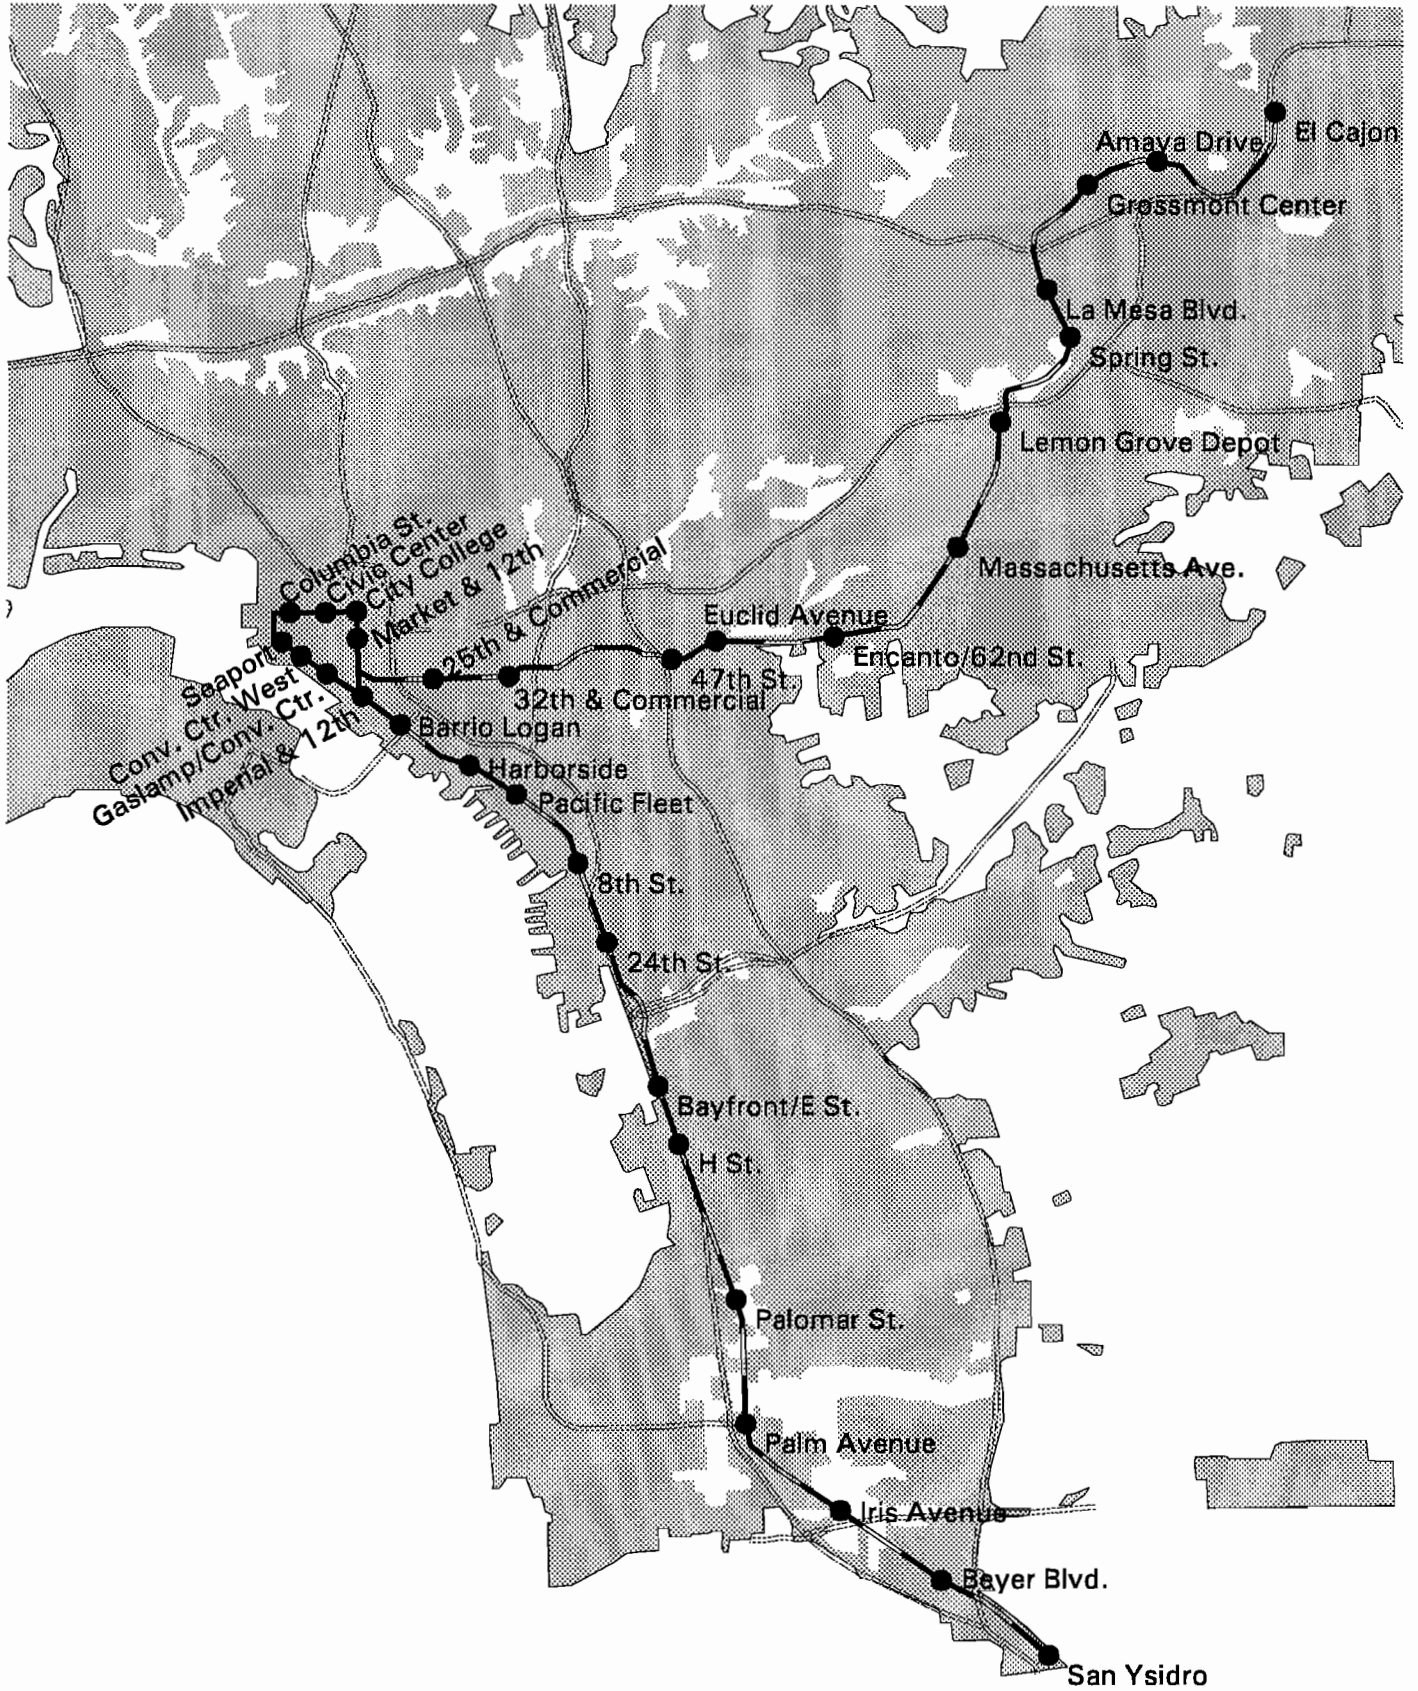 El Cajon
Amaya Drive
Grossmont Center
La Mesa Blvd.
Spring St.
Lemon Grove Depot
Columbia St.
Civic Center
City College
Market & 12th
25th & Commercial
Massachusetts Ave.
Euclid Avenue
Encanto/62nd St.
47th St.
32th & Commercial
Seaport
Conv. Ctr. West
Gaslamp/Conv. Ctr.
Imperial & 12th
Barrio Logan
Harborside
Pacific Fleet
8th St.
24th St.
Bayfront/E St.
H St.
Palomar St.
Palm Avenue
Iris Avenue
Beyer Blvd.
San Ysidro